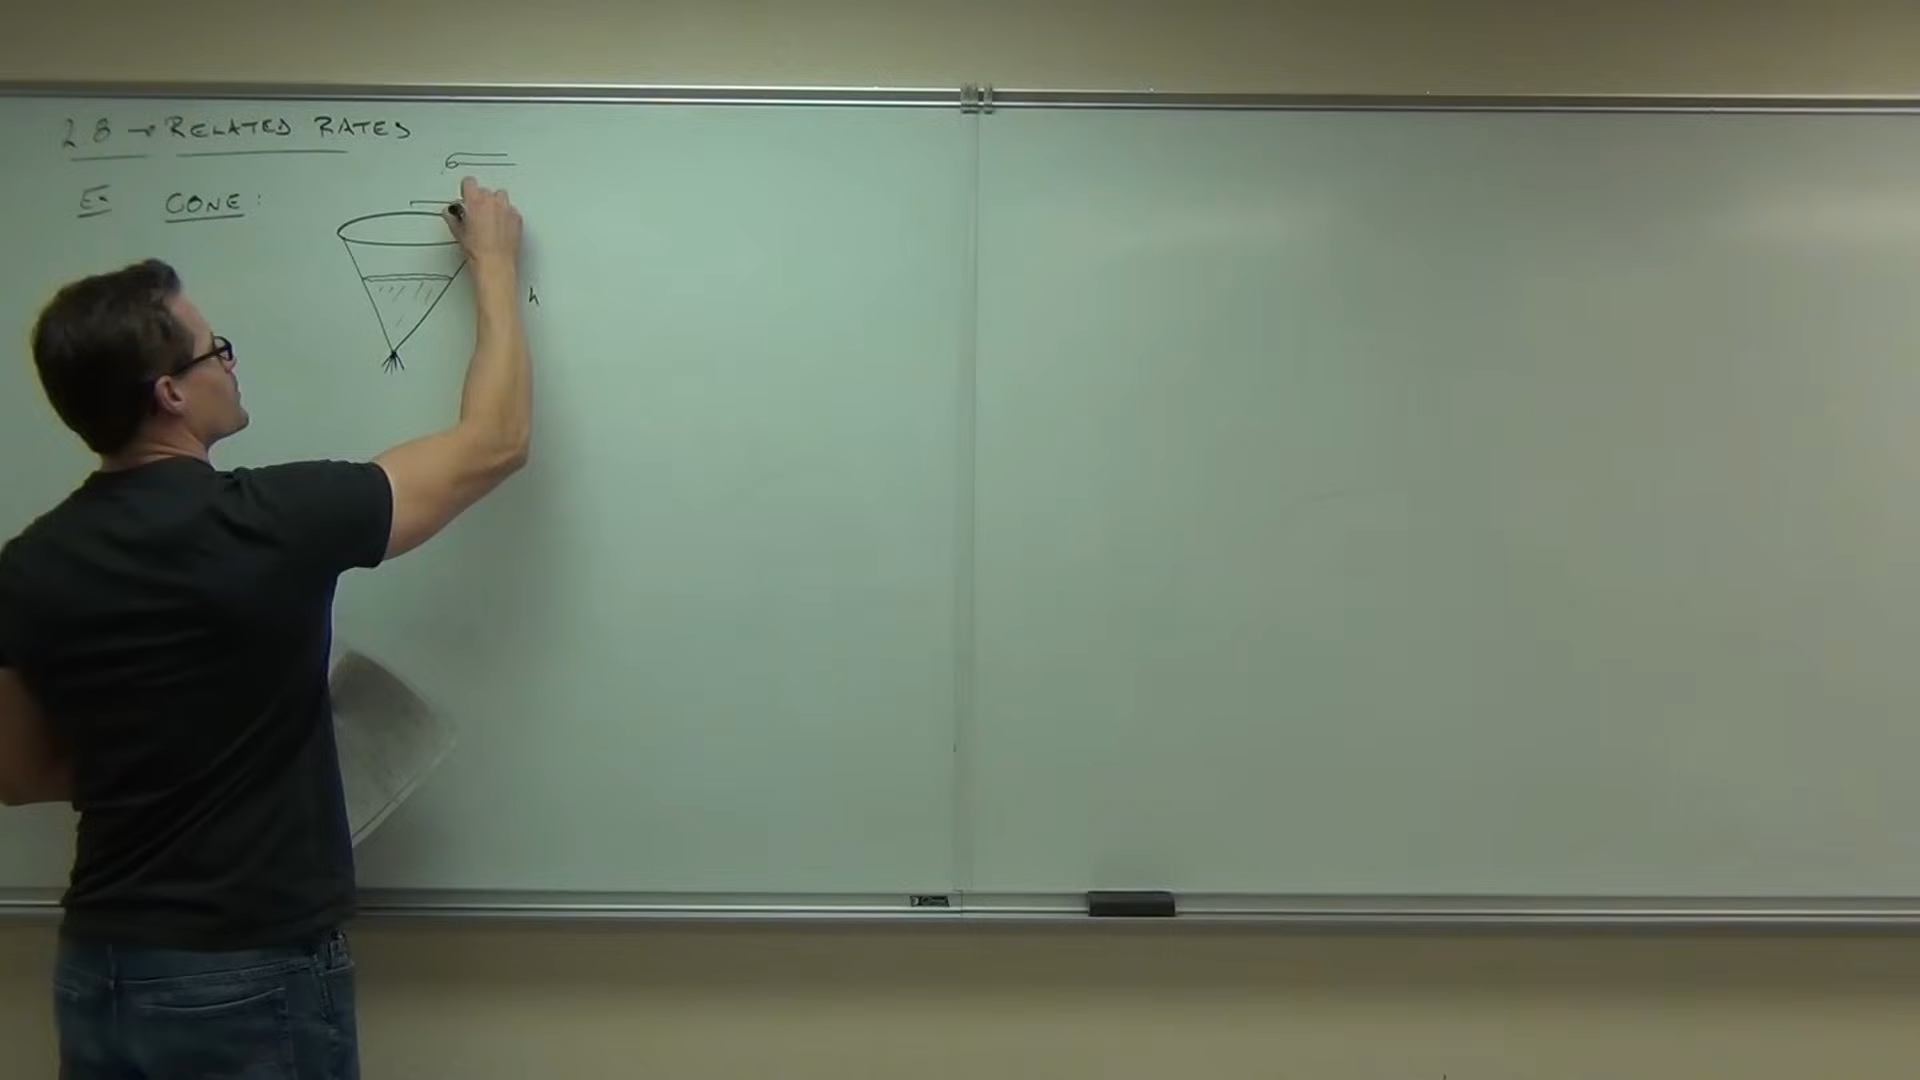 2.8 → RELATED RATES
Ex CONE:
h